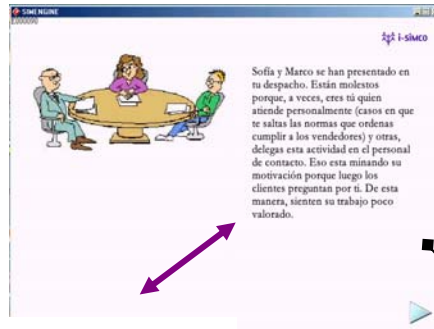 SIMENGINE
i-simco
Sofía y Marco se han presentado en
tu despacho. Están molestos
porque, a veces, eres tú quien
atiende personalmente (casos en que
te saltas las normas que ordenas
cumplir a los vendedores) y otras,
delegas esta actividad en el personal
de contacto. Eso esta minando su
motivación porque luego los
clientes preguntan por ti. De esta
manera, sienten su trabajo poco
valorado.